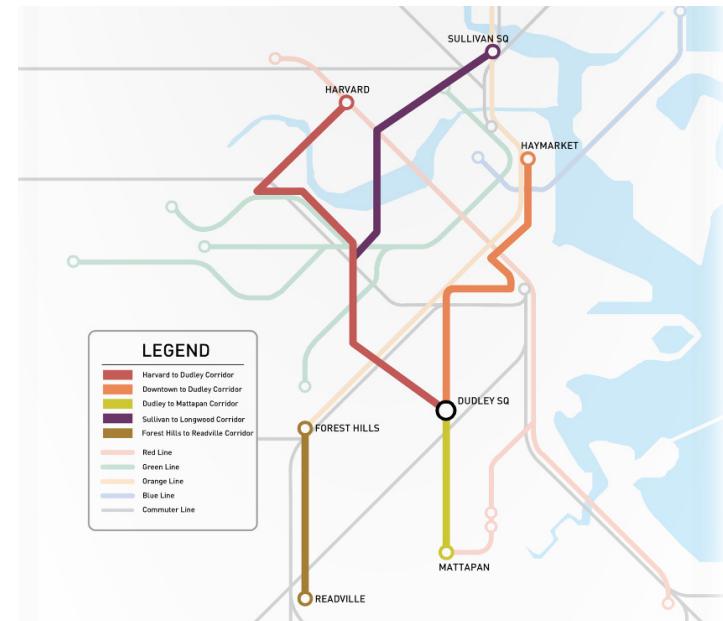 SULLIVAN SQ
HARVARD
HAYMARKET
LEGEND
Harvard to Dudley Corridor
Downtown to Dudley Corridor
Dudley to Mattapan Corridor
Sullivan to Longwood Corridor
Forest Hills to Readville Corridor
Red Line
Green Line
Orange Line
Blue Line
Commuter Line
DUDLEY SQ
FOREST HILLS
MATTAPAN
READVILLE